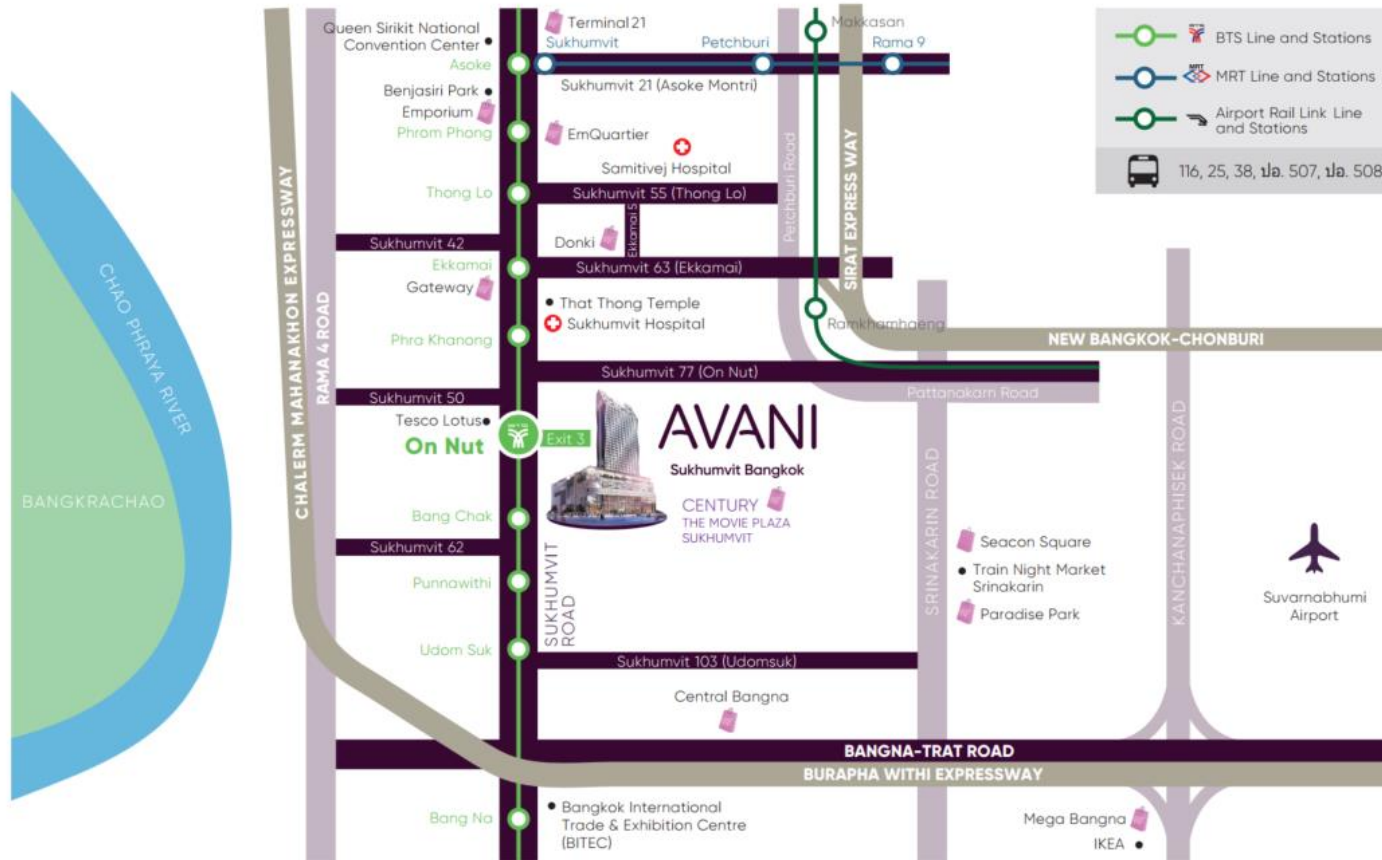 Queen Sirikit National
Convention Center
Asoke
Benjasiri Park
Emporium
Phrom Phong
Thong Lo
Sukhumvit 42
Ekkamai
Gateway
Phra Khanong
Sukhumvit 50
Tesco Lotus
On Nut
Bang Chak
Sukhumvit 62
Punnawithi
Udom Suk
Bang Na
Terminal 21
Sukhumvit
Petchburi
Rama 9
Makkasan
Sukhumvit 21 (Asoke Montri)
EmQuartier
Samitivej Hospital
Sukhumvit 55 (Thong Lo)
Ekkamai 5
Donki
Sukhumvit 63 (Ekkamai)
That Thong Temple
Sukhumvit Hospital
Ramkhamhaeng
NEW BANGKOK-CHONBURI
Sukhumvit 77 (On Nut)
Pattanakarn Road
Exit 3
AVANI
Sukhumvit Bangkok
CENTURY
THE MOVIE PLAZA
SUKHUMVIT
SUKHUMVIT
ROAD
Seacon Square
Train Night Market
Srinakarin
Paradise Park
Suvarnabhumi
Airport
Sukhumvit 103 (Udomsuk)
Central Bangna
BANGNA-TRAT ROAD
BURAPHA WITHI EXPRESSWAY
Bangkok International
Trade & Exhibition Centre
(BITEC)
Mega Bangna
IKEA
CHAO PHRAYA RIVER
BANGKRACHAO
CHALERM MAHANAKHON EXPRESSWAY
RAMA 4 ROAD
Petchburi Road
SIRAT EXPRESS WAY
SRINAKARIN ROAD
KANCHANAPHISEK ROAD
BTS Line and Stations
MRT
MRT Line and Stations
Airport Rail Link Line
and Stations
116, 25, 38, ปอ. 507, ปอ. 508